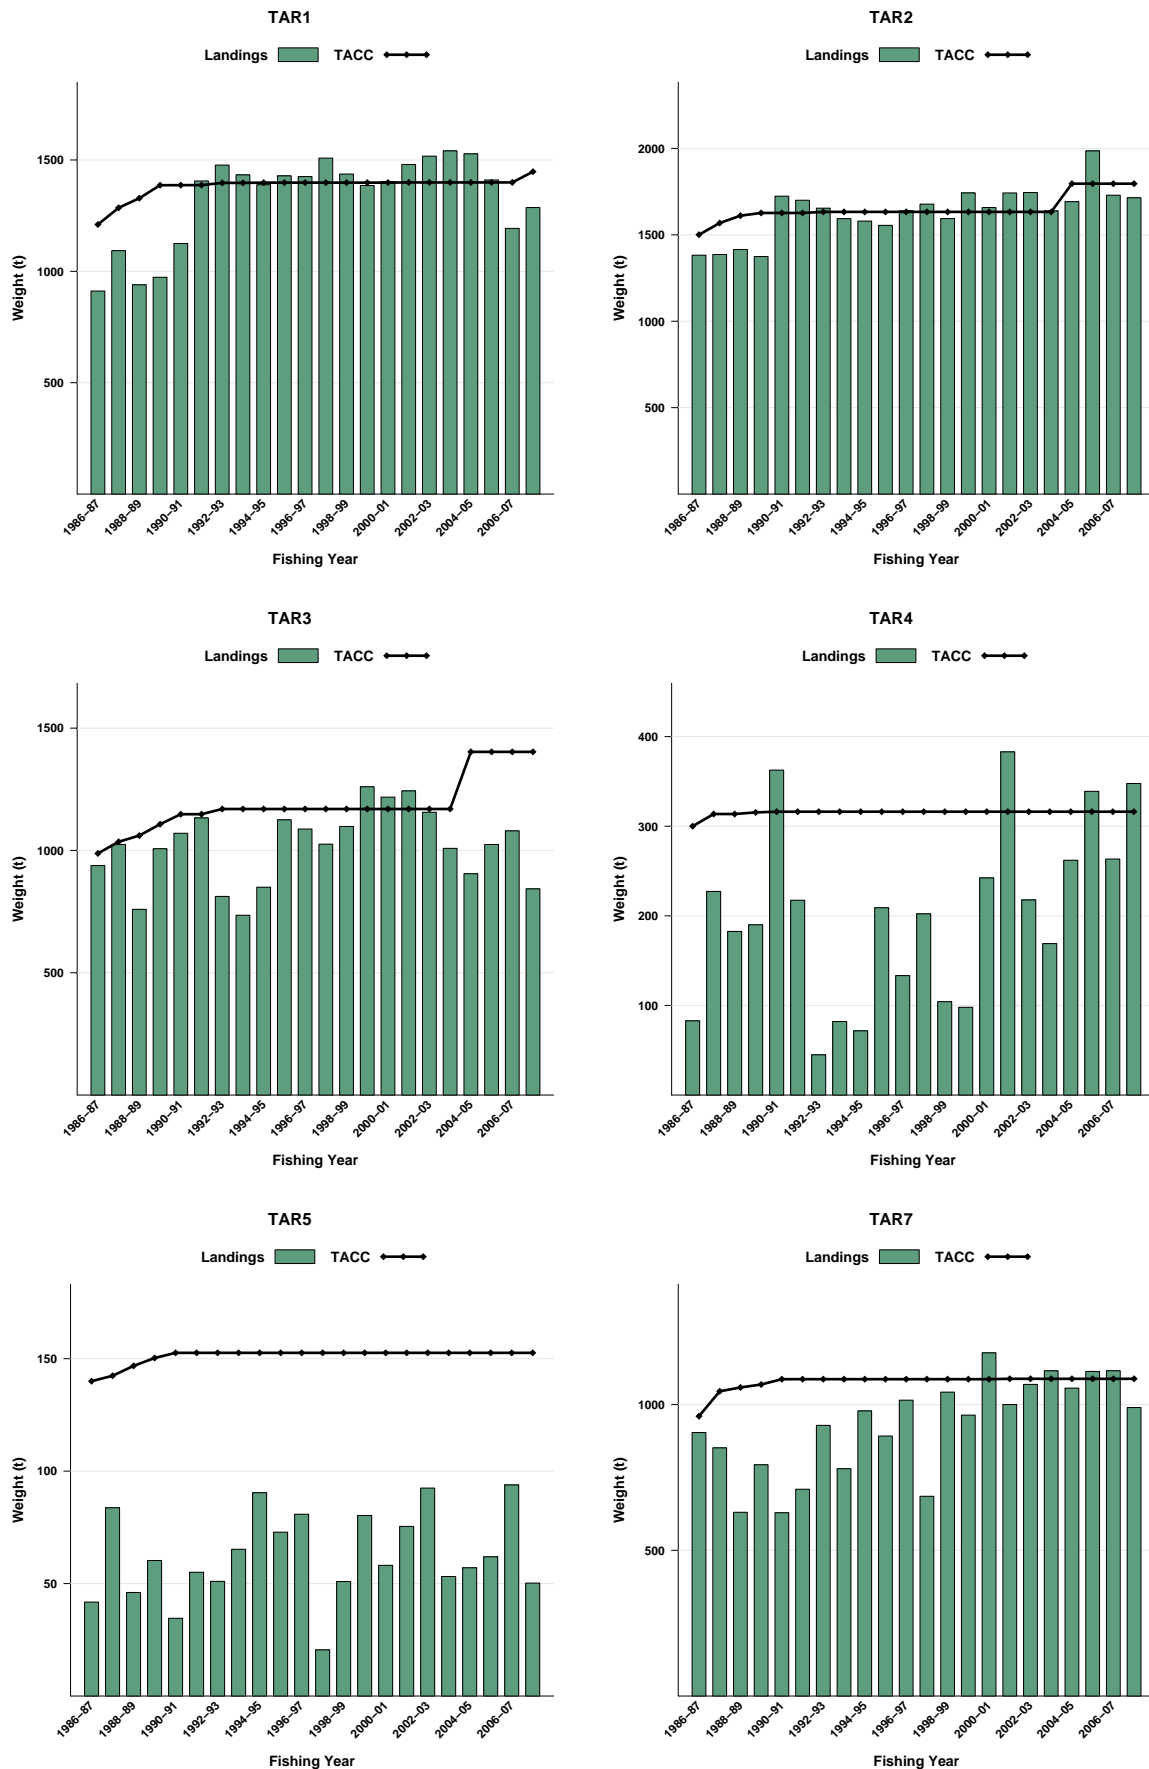 TAR1
Landings TACC
Weight (t)
1500
1000
500
1986–87 1988–89 1990–91 1992–93 1994–95 1996–97 1998–99 2000–01 2002–03 2004–05 2006–07
Fishing Year
TAR2
Landings TACC
Weight (t)
2000
1500
1000
500
1986–87 1988–89 1990–91 1992–93 1994–95 1996–97 1998–99 2000–01 2002–03 2004–05 2006–07
Fishing Year
TAR3
Landings TACC
Weight (t)
1500
1000
500
1986–87 1988–89 1990–91 1992–93 1994–95 1996–97 1998–99 2000–01 2002–03 2004–05 2006–07
Fishing Year
TAR4
Landings TACC
Weight (t)
400
300
200
100
1986–87 1988–89 1990–91 1992–93 1994–95 1996–97 1998–99 2000–01 2002–03 2004–05 2006–07
Fishing Year
TAR5
Landings TACC
Weight (t)
150
100
50
1986–87 1988–89 1990–91 1992–93 1994–95 1996–97 1998–99 2000–01 2002–03 2004–05 2006–07
Fishing Year
TAR7
Landings TACC
Weight (t)
1000
500
1986–87 1988–89 1990–91 1992–93 1994–95 1996–97 1998–99 2000–01 2002–03 2004–05 2006–07
Fishing Year